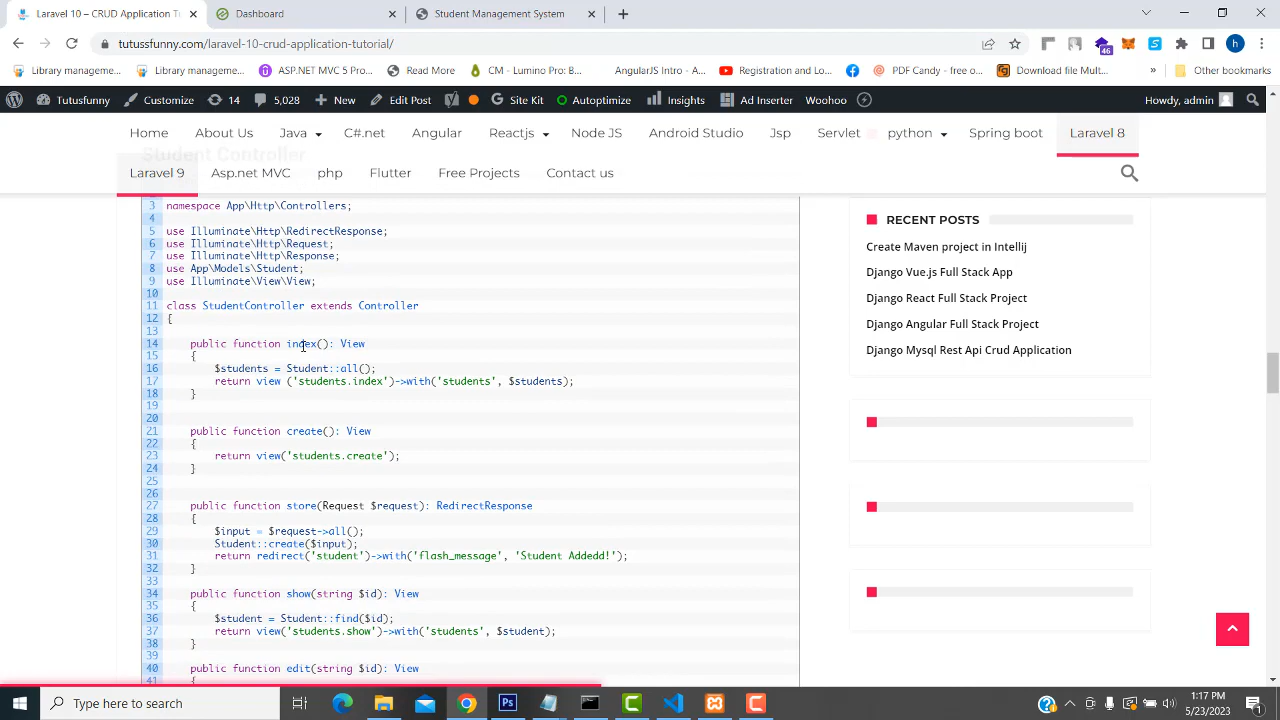 Laravel 10 – CRUD Application Tu
Dashboard
Student Management System
tutussfunny.com/laravel-10-crud-application-tutorial/
46
h
Library manageme...
Library manageme...
ASP.NET MVC 5 Pro...
Read More
CM - Lumino Progr...
AngularJS Intro - A...
Registration and Lo...
PDF Candy - free o...
Download file Mult...
»
Other bookmarks
Tutusfunny
Customize
14
5,028
New
Edit Post
Site Kit
Autoptimize
Insights
Ad Inserter
Woohoo
Howdy, admin
Home
About Us
Java
C#.net
Angular
Reactjs
Node JS
Android Studio
Jsp
Servlet
python
Spring boot
Laravel 8
Student Controller
Laravel 9
Asp.net MVC
php
Flutter
Free Projects
Contact us
3 namespace App\Http\Controllers;
4
5 use Illuminate\Http\RedirectResponse;
6 use Illuminate\Http\Request;
7 use Illuminate\Http\Response;
8 use App\Models\Student;
9 use Illuminate\View\View;
10
11 class StudentController extends Controller
12 {
13
14 public function index(): View
15 {
16 $students = Student::all();
17 return view ('students.index')->with('students', $students);
18 }
19
20
21 public function create(): View
22 {
23 return view('students.create');
24 }
25
26
27 public function store(Request $request): RedirectResponse
28 {
29 $input = $request->all();
30 Student::create($input);
31 return redirect('student')->with('flash_message', 'Student Addedd!');
32 }
33
34 public function show(string $id): View
35 {
36 $student = Student::find($id);
37 return view('students.show')->with('students', $student);
38 }
39
40 public function edit(string $id): View
41 {
RECENT POSTS
Create Maven project in Intellij
Django Vue.js Full Stack App
Django React Full Stack Project
Django Angular Full Stack Project
Django Mysql Rest Api Crud Application
Type here to search
1:17 PM
5/23/2023